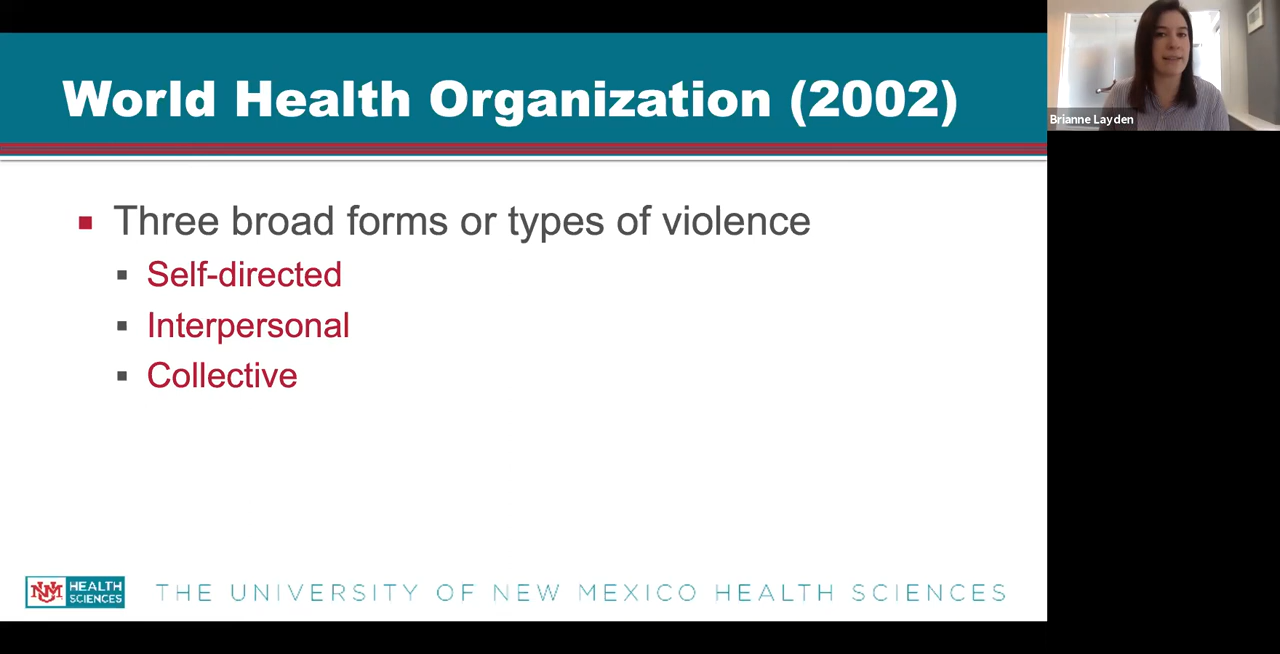 World Health Organization (2002)
Brianne Layden
Three broad forms or types of violence
Self-directed
Interpersonal
Collective
UNM HEALTH
SCIENCES
THE UNIVERSITY OF NEW MEXICO HEALTH SCIENCES